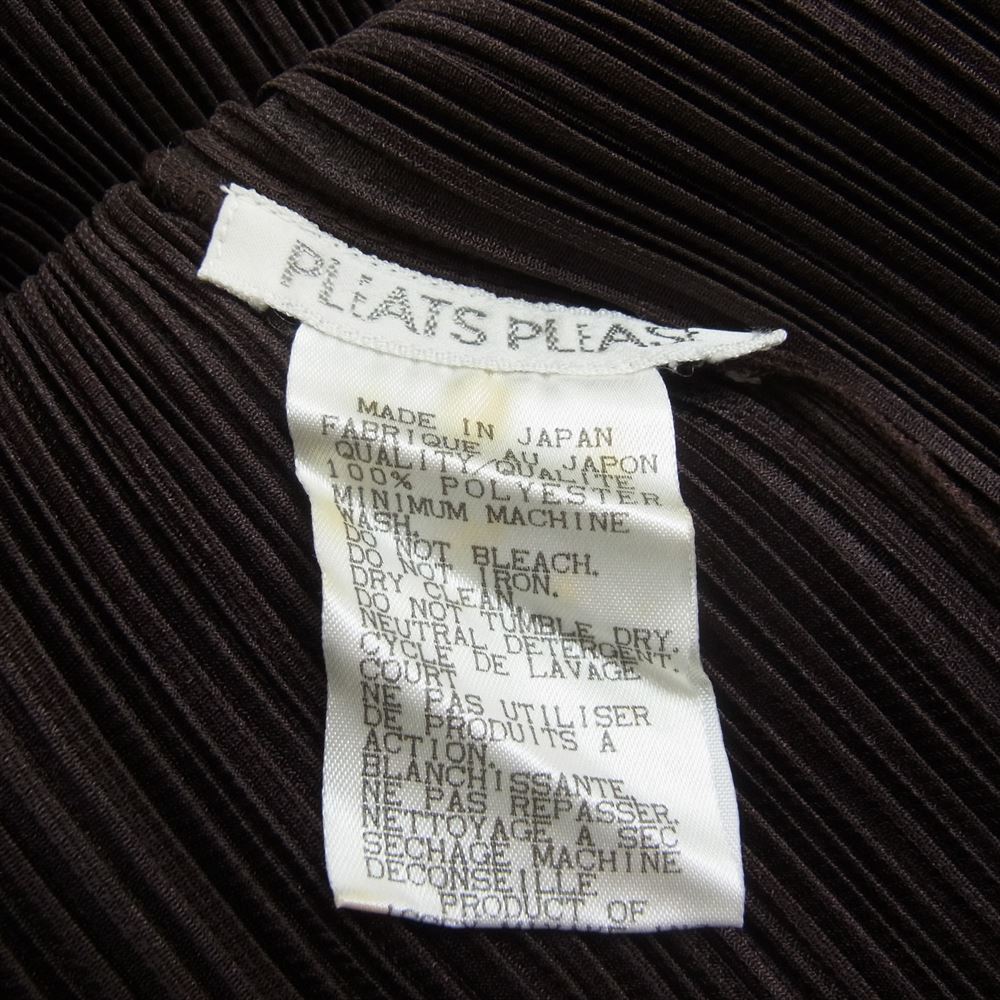 PLEATS PLEASE
MADE IN JAPAN
FABRIQUE AU JAPON
QUALITY/QUALITE
100% POLYESTER
MINIMUM MACHINE
WASH.
DO NOT BLEACH.
DO NOT IRON.
DRY CLEAN.
DO NOT TUMBLE DRY.
NEUTRAL DETERGENT.
CYCLE DE LAVAGE
COURT
NE PAS UTILISER
DE PRODUITS A
ACTION.
BLANCHISSANTE.
NE PAS REPASSER.
NETTOYAGE A SEC
SECHAGE MACHINE
DECONSEILLE
PRODUCT OF